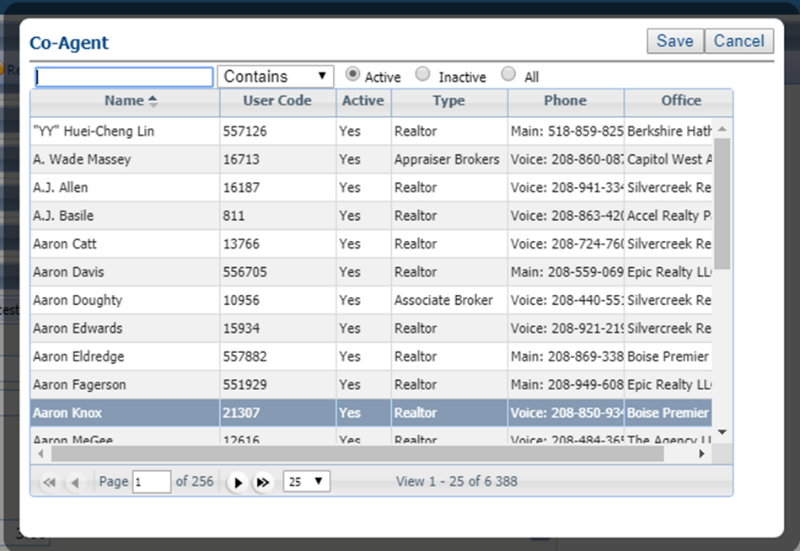 Co-Agent Save Cancel
Contains Active Inactive All
Name User Code Active Type Phone Office
"YY" Huei-Cheng Lin 557126 Yes Realtor Main: 518-859-825 Berkshire Hath
A. Wade Massey 16713 Yes Appraiser Brokers Voice: 208-860-087 Capitol West A
A.J. Allen 16187 Yes Realtor Voice: 208-941-334 Silvercreek Re
A.J. Basile 811 Yes Realtor Voice: 208-863-420 Accel Realty P
Aaron Catt 13766 Yes Realtor Voice: 208-724-760 Silvercreek Re
Aaron Davis 556705 Yes Realtor Main: 208-559-069 Epic Realty LL
Aaron Doughty 10956 Yes Associate Broker Voice: 208-440-551 Silvercreek Re
Aaron Edwards 15934 Yes Realtor Voice: 208-921-219 Silvercreek Re
Aaron Eldredge 557882 Yes Realtor Main: 208-869-338 Boise Premier
Aaron Fagerson 551929 Yes Realtor Main: 208-949-608 Epic Realty LL
Aaron Knox 21307 Yes Realtor Voice: 208-850-934 Boise Premier
Aaron McGee 12616 Yes Realtor Voice: 208-484-365 The Agency LL
Page 1 of 256 25 View 1 - 25 of 6 388